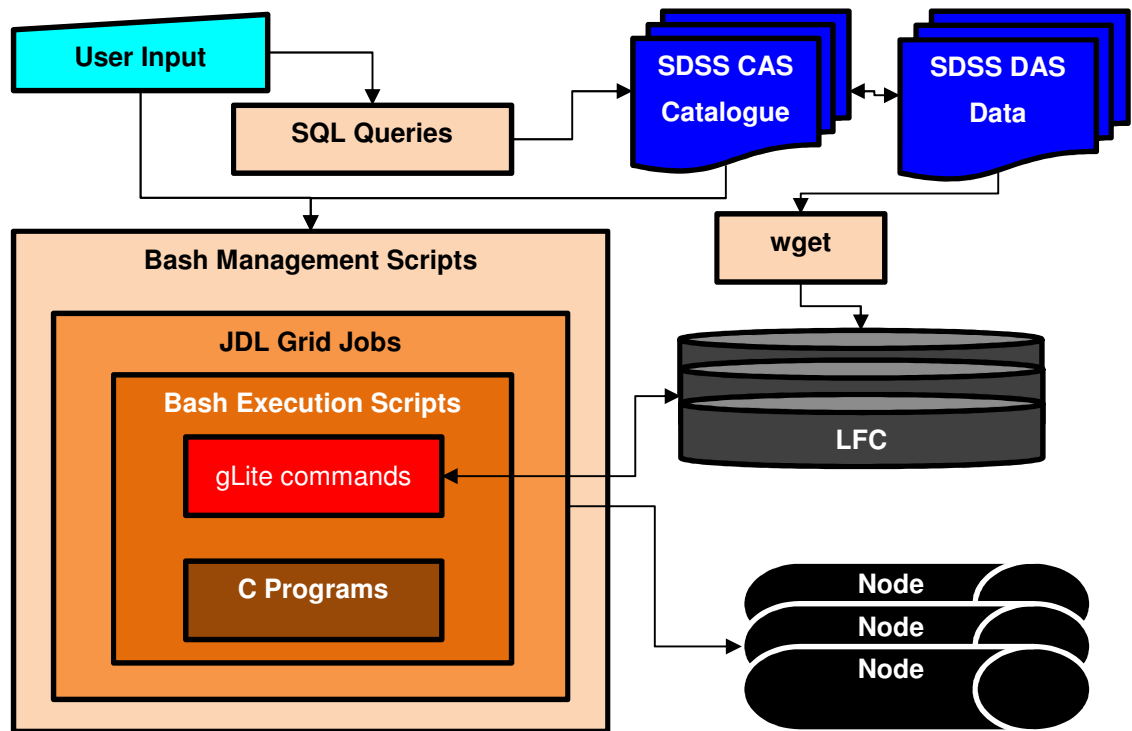 User Input
SQL Queries
SDSS CAS
Catalogue
SDSS DAS
Data
wget
Bash Management Scripts
JDL Grid Jobs
Bash Execution Scripts
gLite commands
C Programs
LFC
Node
Node
Node